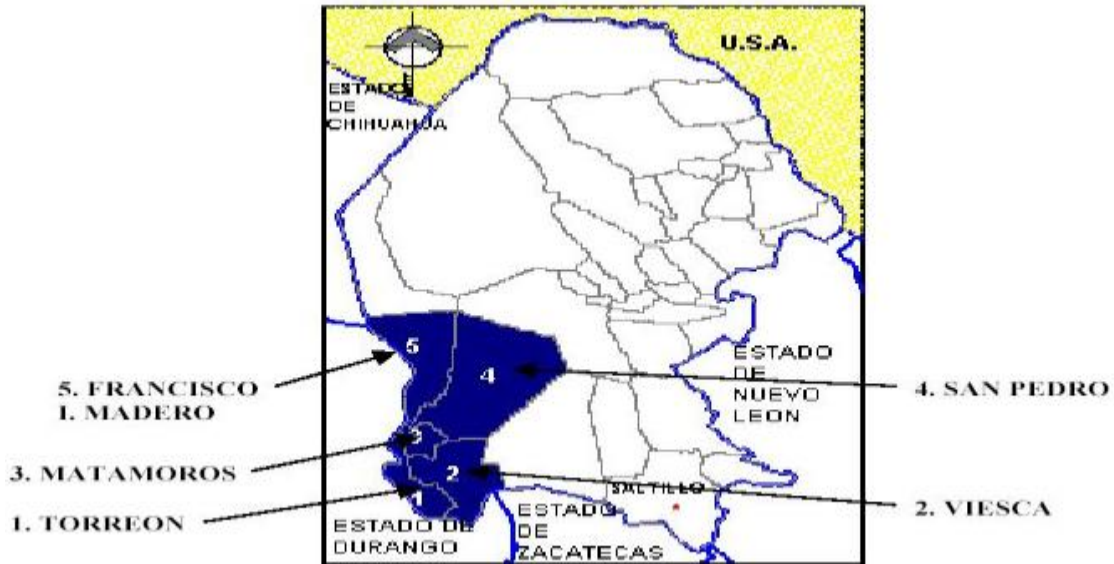 U.S.A.
ESTADO
DE
CHIHUAHUA
5
4
3
2
1
5. FRANCISCO
I. MADERO
4. SAN PEDRO
3. MATAMOROS
2. VIESCA
1. TORREON
ESTADO
DE
NUEVO
LEON
SALTILLO
ESTADO DE
DURANGO
ESTADO
DE
ZACATECAS